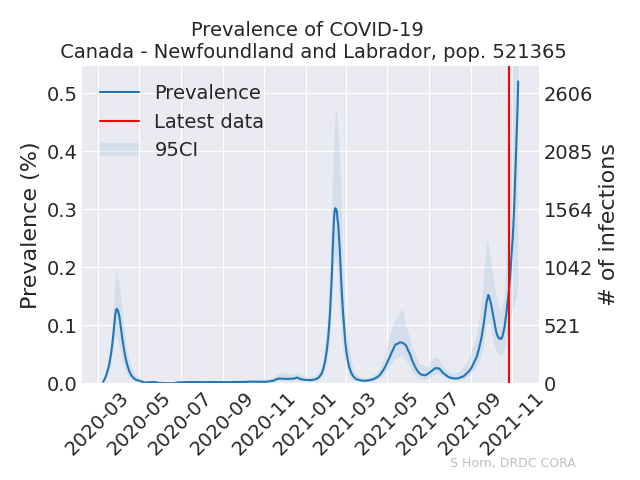 Prevalence of COVID-19
Canada - Newfoundland and Labrador, pop. 521365
Prevalence
Latest data
95CI
Prevalence (%)
0.5
0.4
0.3
0.2
0.1
0.0
2606
2085
1564
1042
521
0
# of infections
2020-03
2020-05
2020-07
2020-09
2020-11
2021-01
2021-03
2021-05
2021-07
2021-09
2021-11
S Horn, DRDC CORA